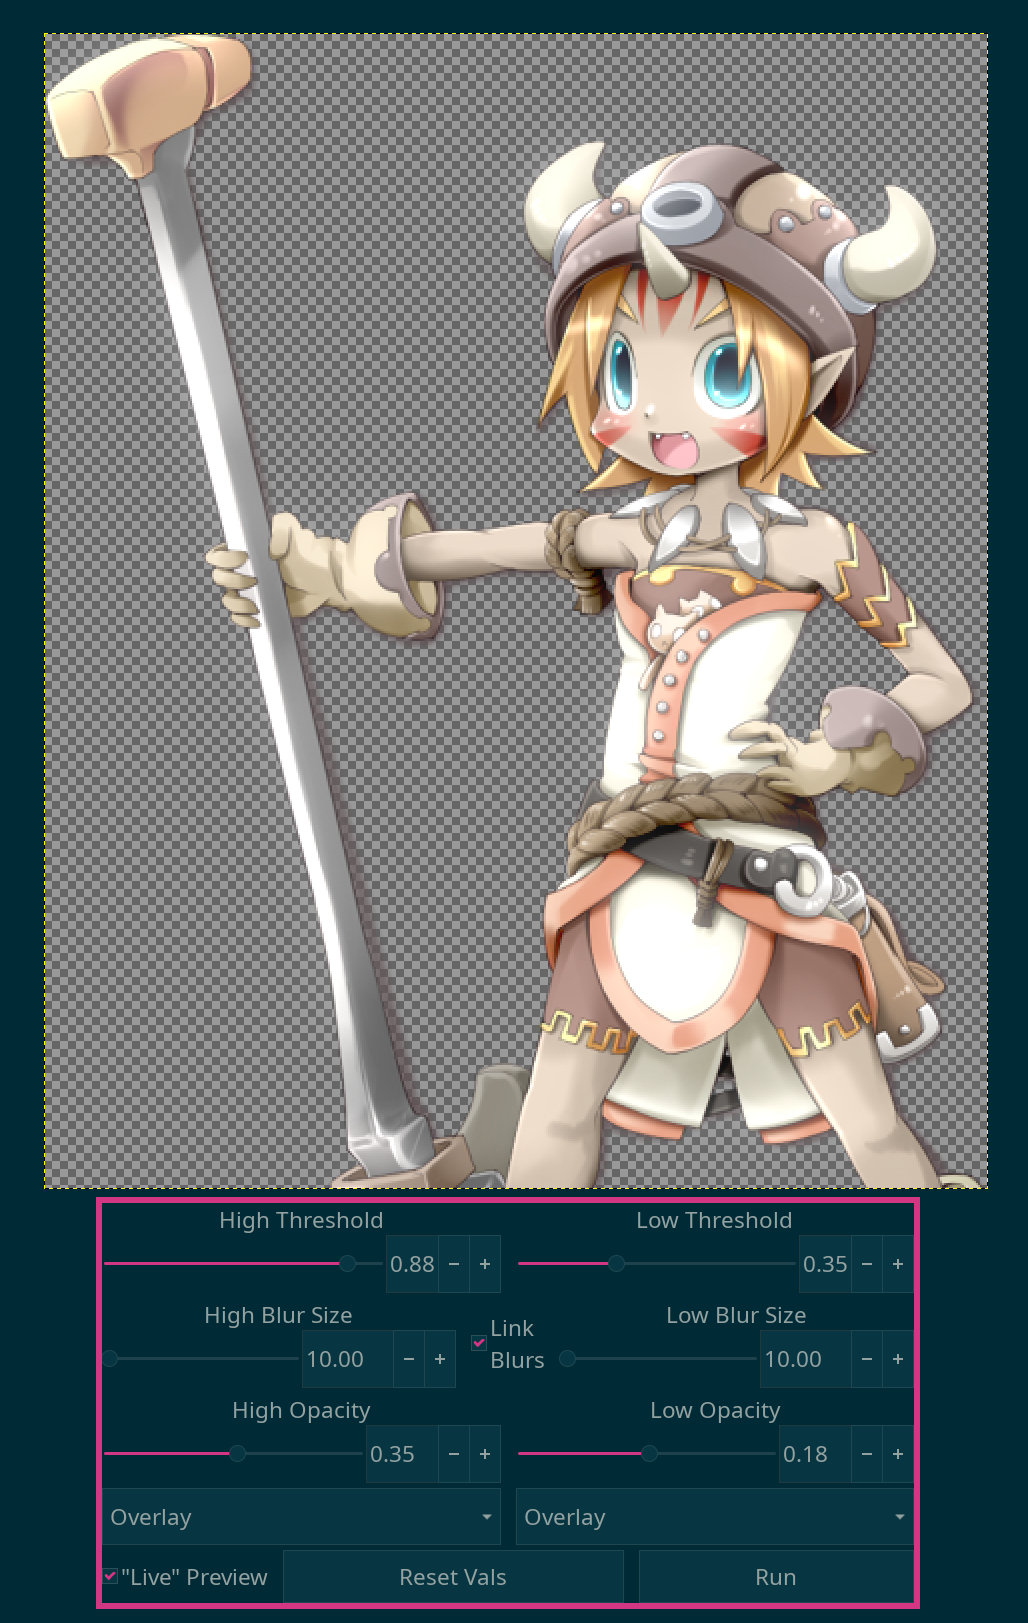 High Threshold Low Threshold
0.88 − + 0.35 − +
High Blur Size Link Blurs Low Blur Size
10.00 − + 10.00 − +
High Opacity Low Opacity
0.35 − + 0.18 − +
Overlay Overlay
"Live" Preview Reset Vals Run